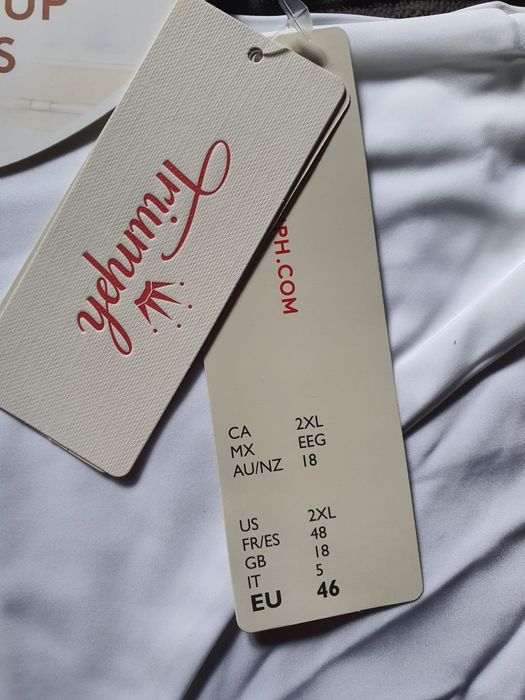 UP
S
Triumph
PH.COM
CA 2XL
MX EEG
AU/NZ 18
US 2XL
FR/ES 48
GB 18
IT 5
EU 46